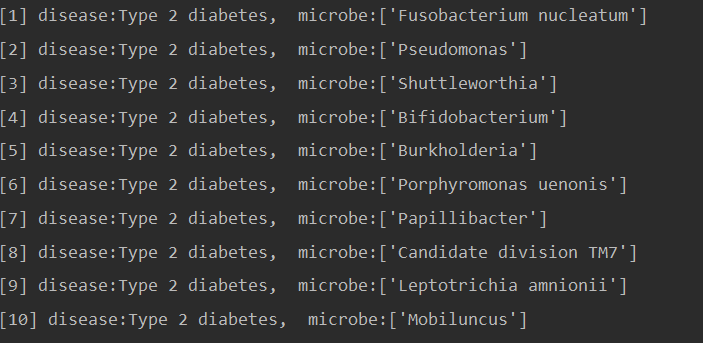 [1] disease:Type 2 diabetes,  microbe:['Fusobacterium nucleatum']
[2] disease:Type 2 diabetes,  microbe:['Pseudomonas']
[3] disease:Type 2 diabetes,  microbe:['Shuttleworthia']
[4] disease:Type 2 diabetes,  microbe:['Bifidobacterium']
[5] disease:Type 2 diabetes,  microbe:['Burkholderia']
[6] disease:Type 2 diabetes,  microbe:['Porphyromonas uenonis']
[7] disease:Type 2 diabetes,  microbe:['Papillibacter']
[8] disease:Type 2 diabetes,  microbe:['Candidate division TM7']
[9] disease:Type 2 diabetes,  microbe:['Leptotrichia amnionii']
[10] disease:Type 2 diabetes,  microbe:['Mobiluncus']